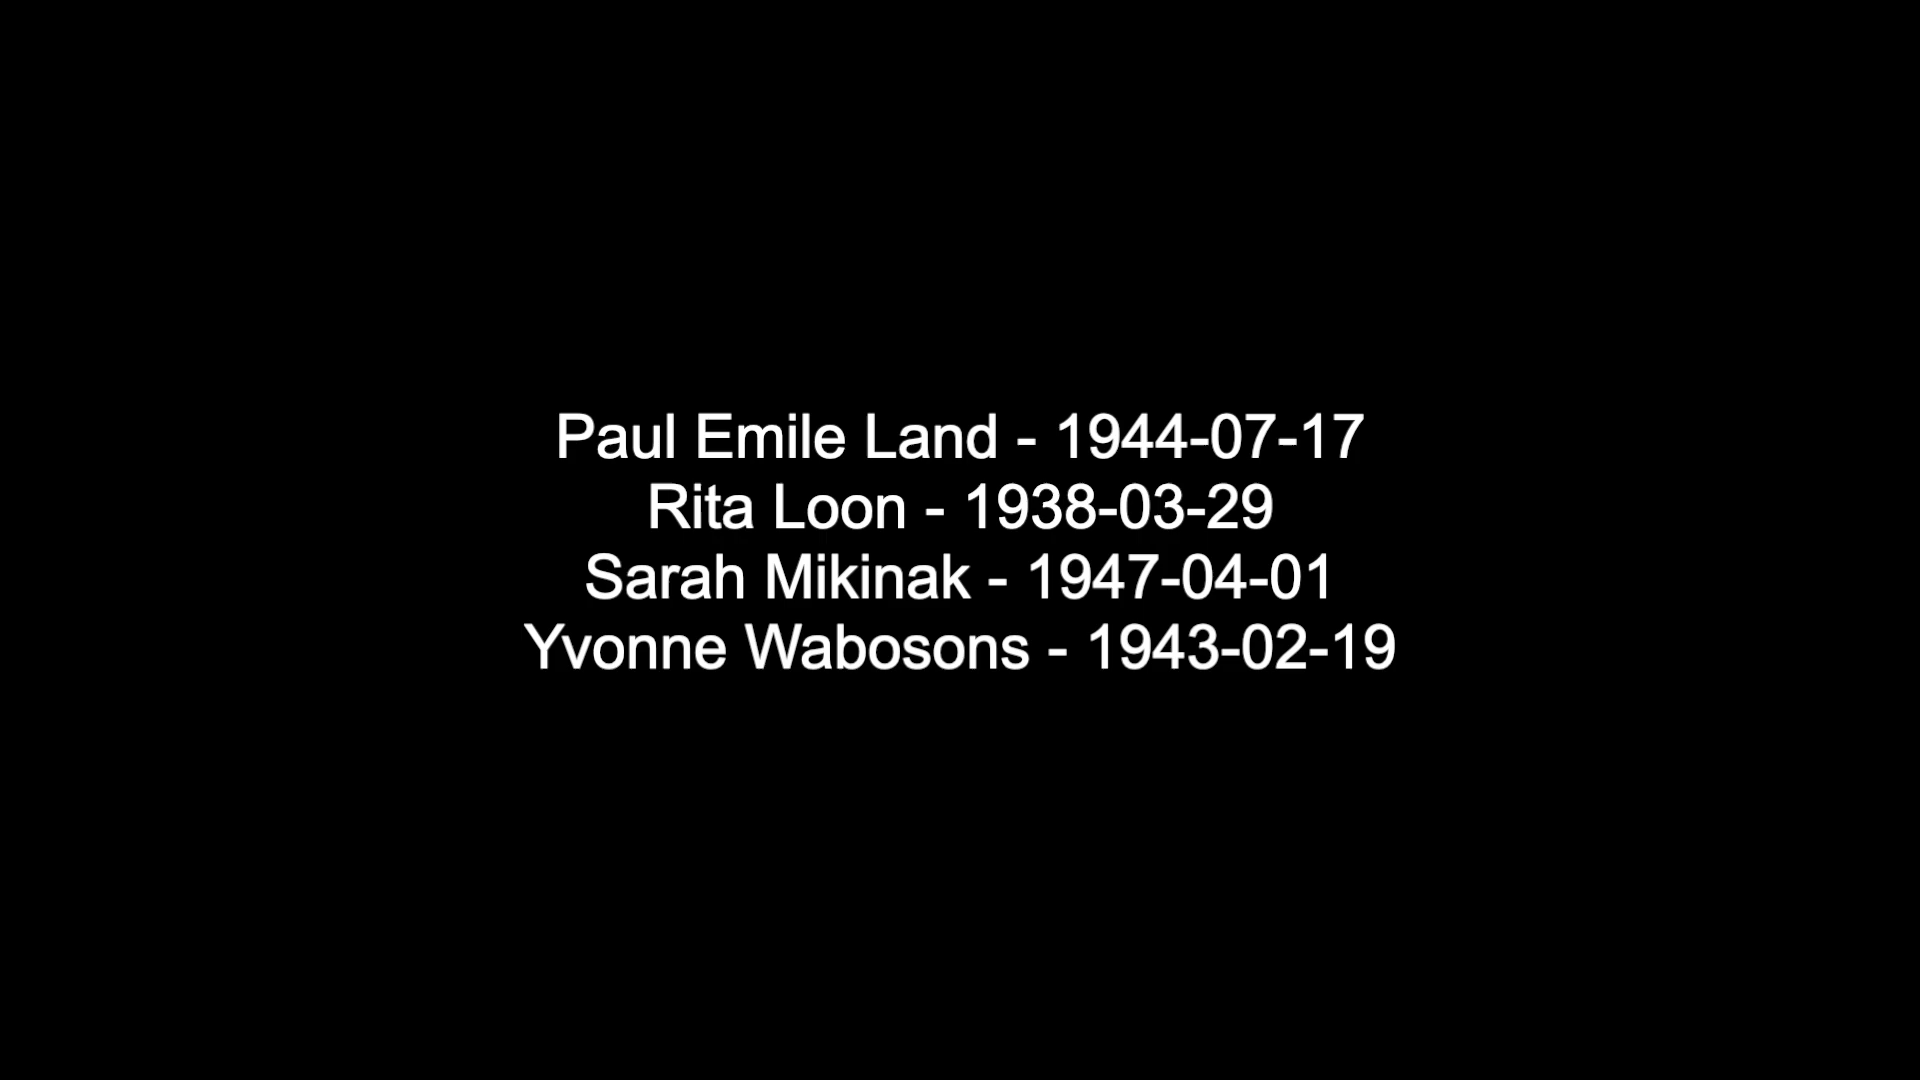 Paul Emile Land - 1944-07-17
Rita Loon - 1938-03-29
Sarah Mikinak - 1947-04-01
Yvonne Wabosons - 1943-02-19